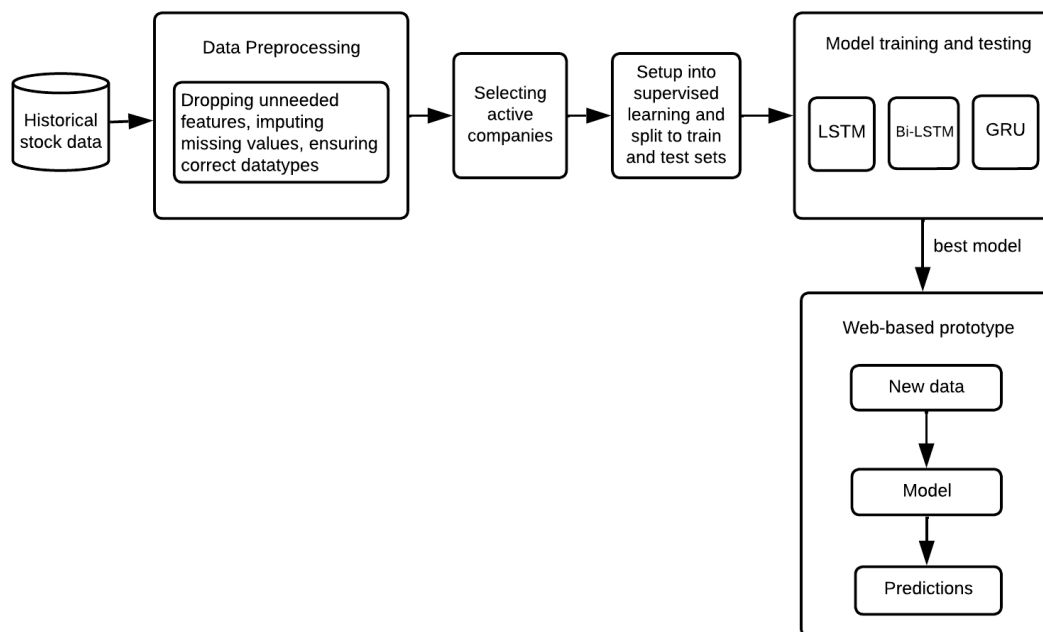 Historical
stock data
Data Preprocessing
Dropping unneeded
features, imputing
missing values, ensuring
correct datatypes
Selecting
active
companies
Setup into
supervised
learning and
split to train
and test sets
Model training and testing
LSTM
Bi-LSTM
GRU
best model
Web-based prototype
New data
Model
Predictions